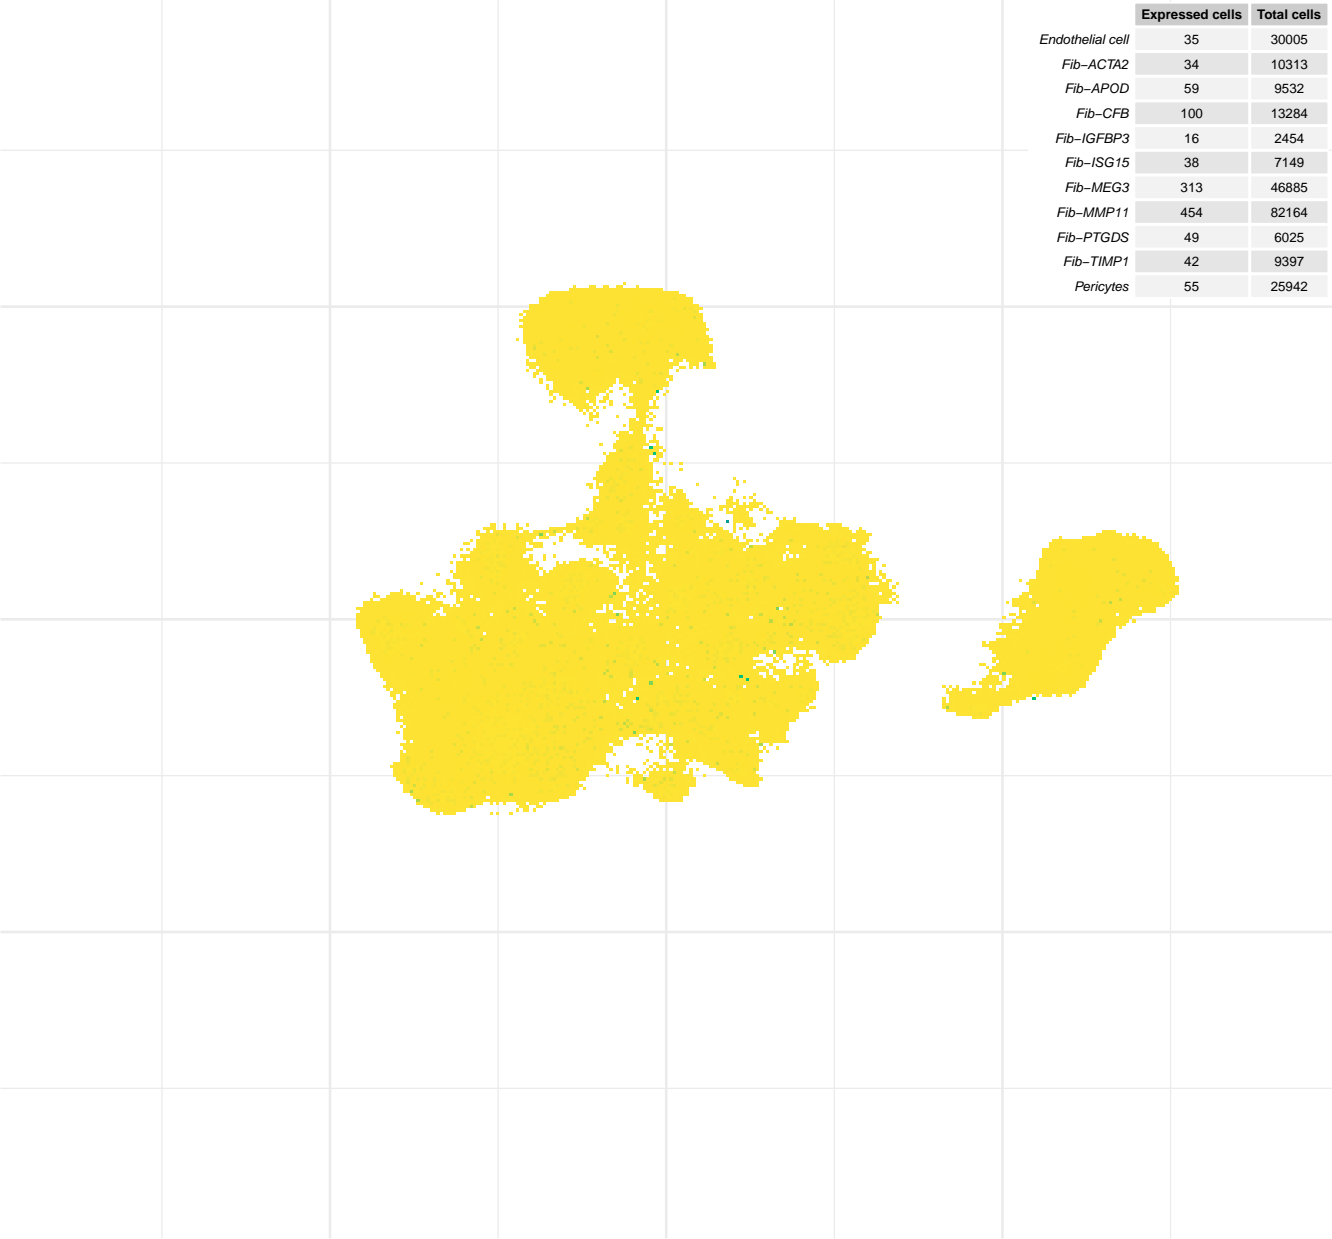 Expressed cells Total cells
Endothelial cell 35 30005
Fib−ACTA2 34 10313
Fib−APOD 59 9532
Fib−CFB 100 13284
Fib−IGFBP3 16 2454
Fib−ISG15 38 7149
Fib−MEG3 313 46885
Fib−MMP11 454 82164
Fib−PTGDS 49 6025
Fib−TIMP1 42 9397
Pericytes 55 25942